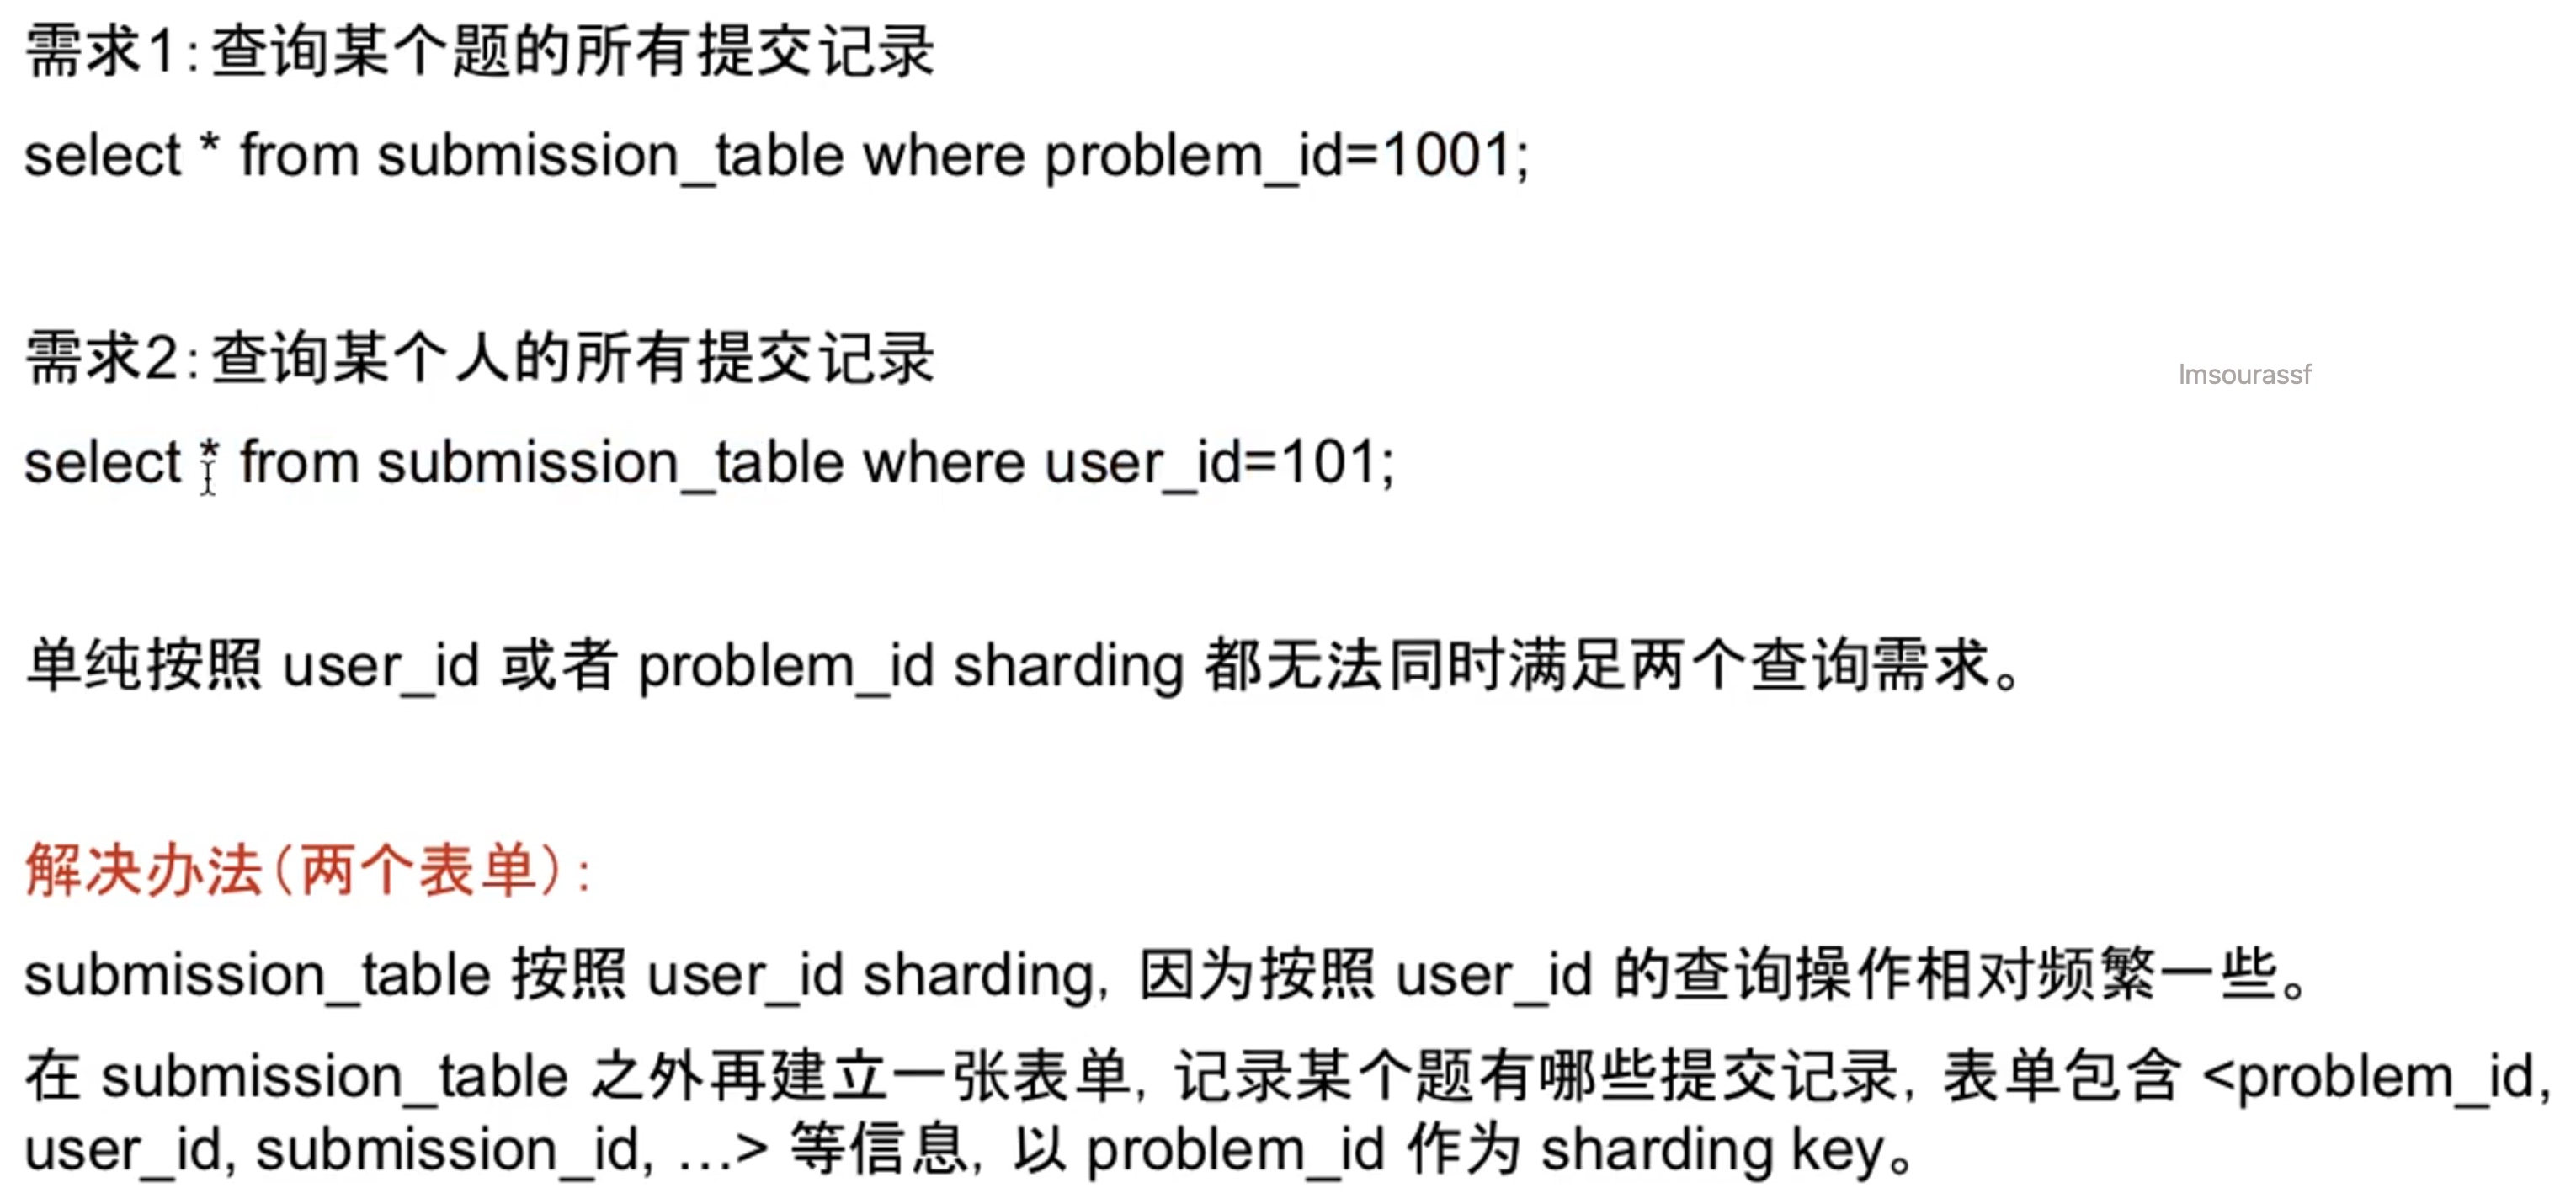 需求1:查询某个题的所有提交记录
select * from submission_table where problem_id=1001;
需求2:查询某个人的所有提交记录
lmsourassf
select * from submission_table where user_id=101;
单纯按照 user_id 或者 problem_id sharding 都无法同时满足两个查询需求。
解决办法(两个表单):
submission_table 按照 user_id sharding, 因为按照 user_id 的查询操作相对频繁一些。
在 submission_table 之外再建立一张表单, 记录某个题有哪些提交记录, 表单包含 <problem_id,
user_id, submission_id, ...> 等信息, 以 problem_id 作为 sharding key。